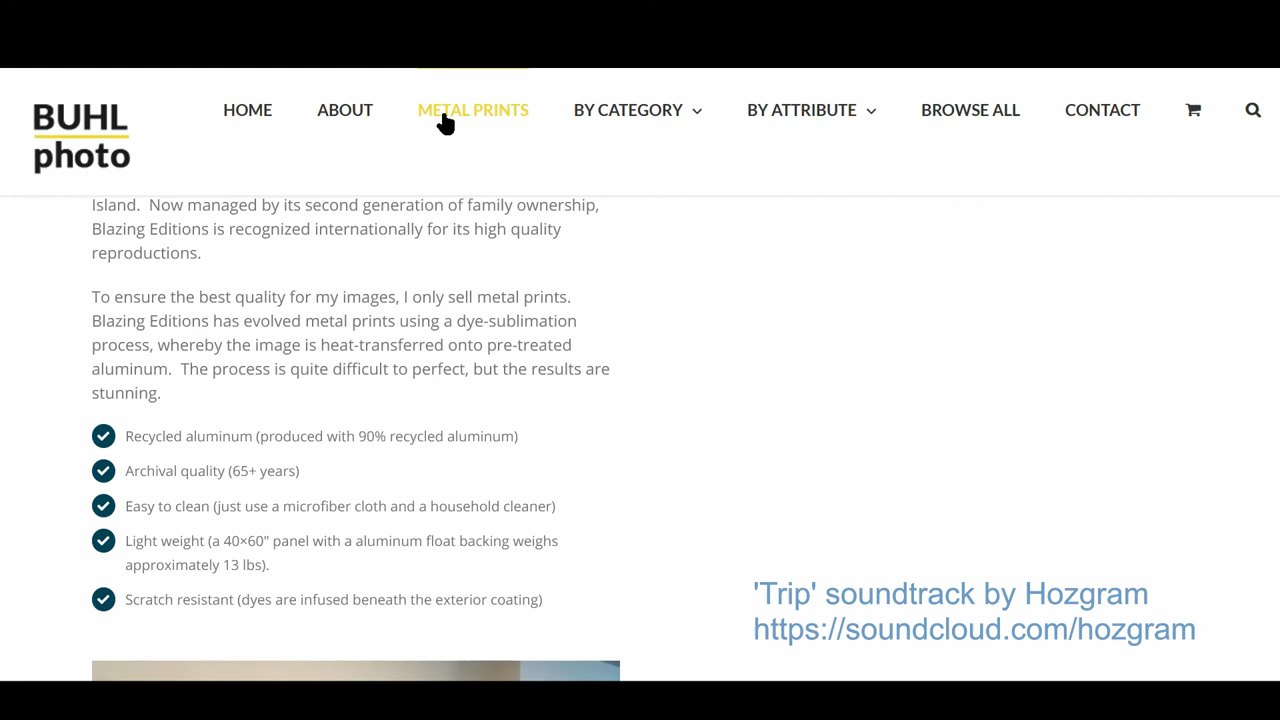 BUHL
photo
HOME ABOUT METAL PRINTS BY CATEGORY BY ATTRIBUTE BROWSE ALL CONTACT
Island.  Now managed by its second generation of family ownership,
Blazing Editions is recognized internationally for its high quality
reproductions.
To ensure the best quality for my images, I only sell metal prints.
Blazing Editions has evolved metal prints using a dye-sublimation
process, whereby the image is heat-transferred onto pre-treated
aluminum.  The process is quite difficult to perfect, but the results are
stunning.
Recycled aluminum (produced with 90% recycled aluminum)
Archival quality (65+ years)
Easy to clean (just use a microfiber cloth and a household cleaner)
Light weight (a 40×60" panel with a aluminum float backing weighs
approximately 13 lbs).
Scratch resistant (dyes are infused beneath the exterior coating)
'Trip' soundtrack by Hozgram
https://soundcloud.com/hozgram